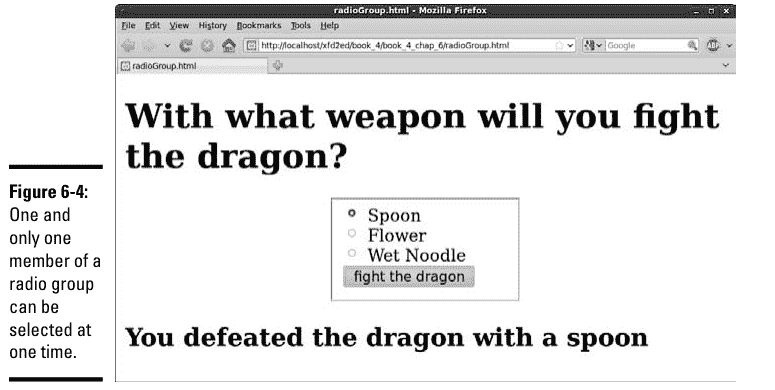 radioGroup.html - Mozilla Firefox
File Edit View History Bookmarks Tools Help
http://localhost/xfd2ed/book_4/book_4_chap_6/radioGroup.html
Google
ABP
radioGroup.html
With what weapon will you fight
the dragon?
Spoon
Flower
Wet Noodle
fight the dragon
You defeated the dragon with a spoon
Figure 6-4:
One and
only one
member of a
radio group
can be
selected at
one time.